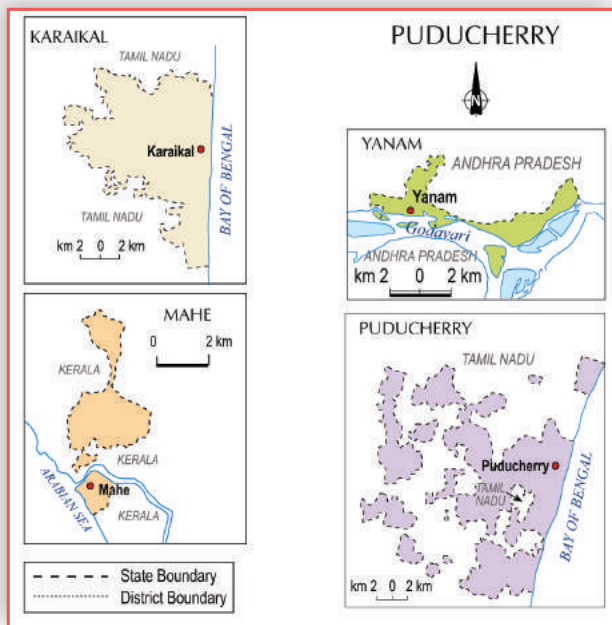 PUDUCHERRY
N
KARAIKAL
TAMIL NADU
Karaikal
TAMIL NADU
BAY OF BENGAL
km 2 0 2 km
YANAM
ANDHRA PRADESH
Yanam
Godavari
ANDHRA PRADESH
km 2 0 2 km
MAHE
0 2 km
KERALA
KERALA
Mahe
ARABIAN SEA
KERALA
PUDUCHERRY
TAMIL NADU
Puducherry
TAMIL
NADU
BAY OF BENGAL
km 2 0 2 km
State Boundary
District Boundary